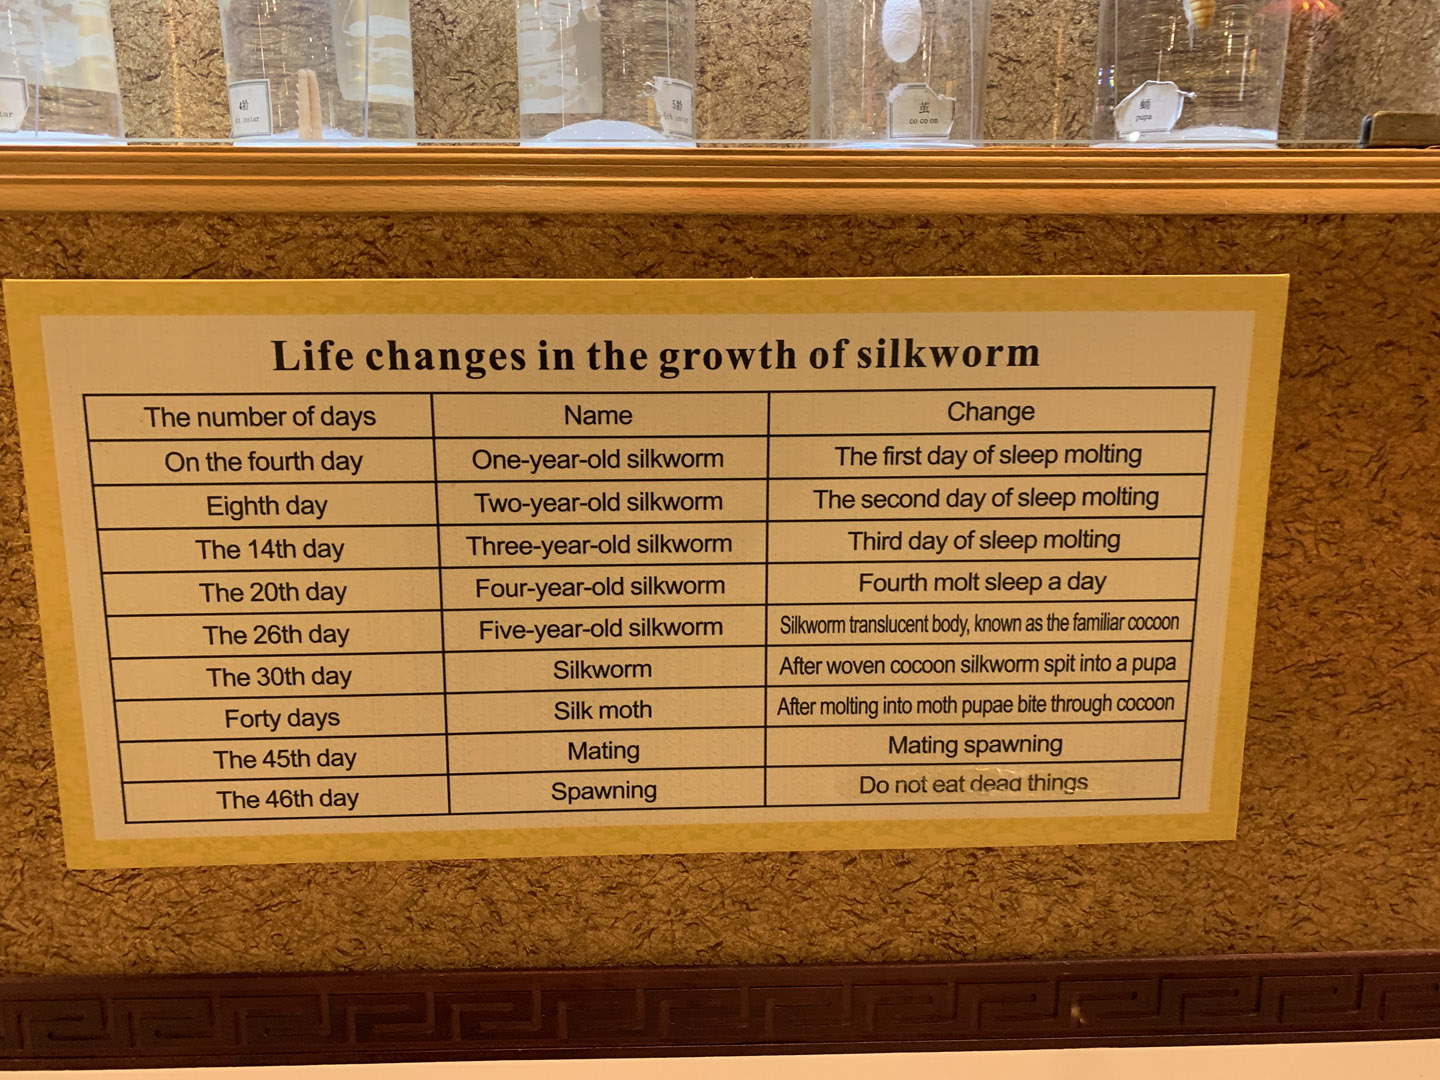 4龄
instar
5龄
instar
茧
cocoon
蛹
pupa
Life changes in the growth of silkworm
The number of days Name Change
On the fourth day One-year-old silkworm The first day of sleep molting
Eighth day Two-year-old silkworm The second day of sleep molting
The 14th day Three-year-old silkworm Third day of sleep molting
The 20th day Four-year-old silkworm Fourth molt sleep a day
The 26th day Five-year-old silkworm Silkworm translucent body, known as the familiar cocoon
The 30th day Silkworm After woven cocoon silkworm spit into a pupa
Forty days Silk moth After molting into moth pupae bite through cocoon
The 45th day Mating Mating spawning
The 46th day Spawning Do not eat dead things